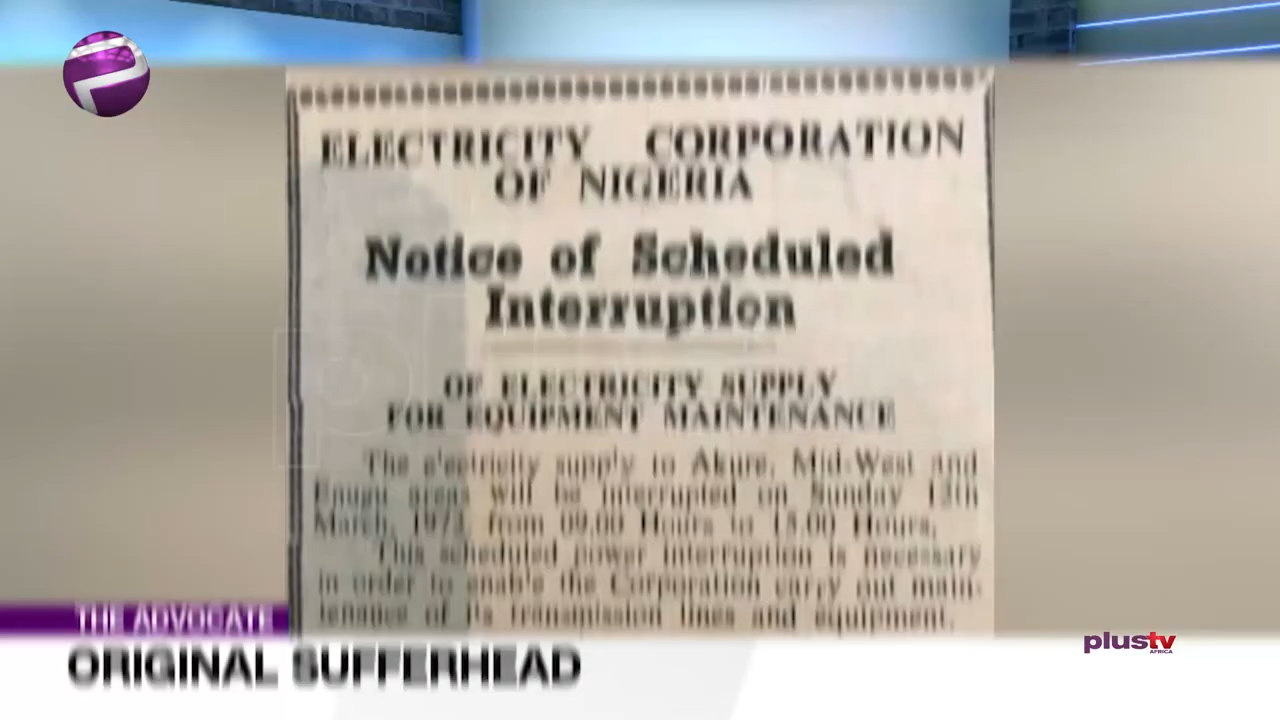 ELECTRICITY CORPORATION
OF NIGERIA
Notice of Scheduled
Interruption
OF ELECTRICITY SUPPLY
FOR EQUIPMENT MAINTENANCE
The electricity supply to Akure, Mid-West and
Enugu areas will be interrupted on Sunday 12th
March, from 09.00 Hours to 15.00 Hours.
This scheduled power interruption is necessary
in order to enable the Corporation carry out main-
tenance of its transmission lines and equipment.
THE ADVOCATE
ORIGINAL SUFFERHEAD
plustv
AFRICA